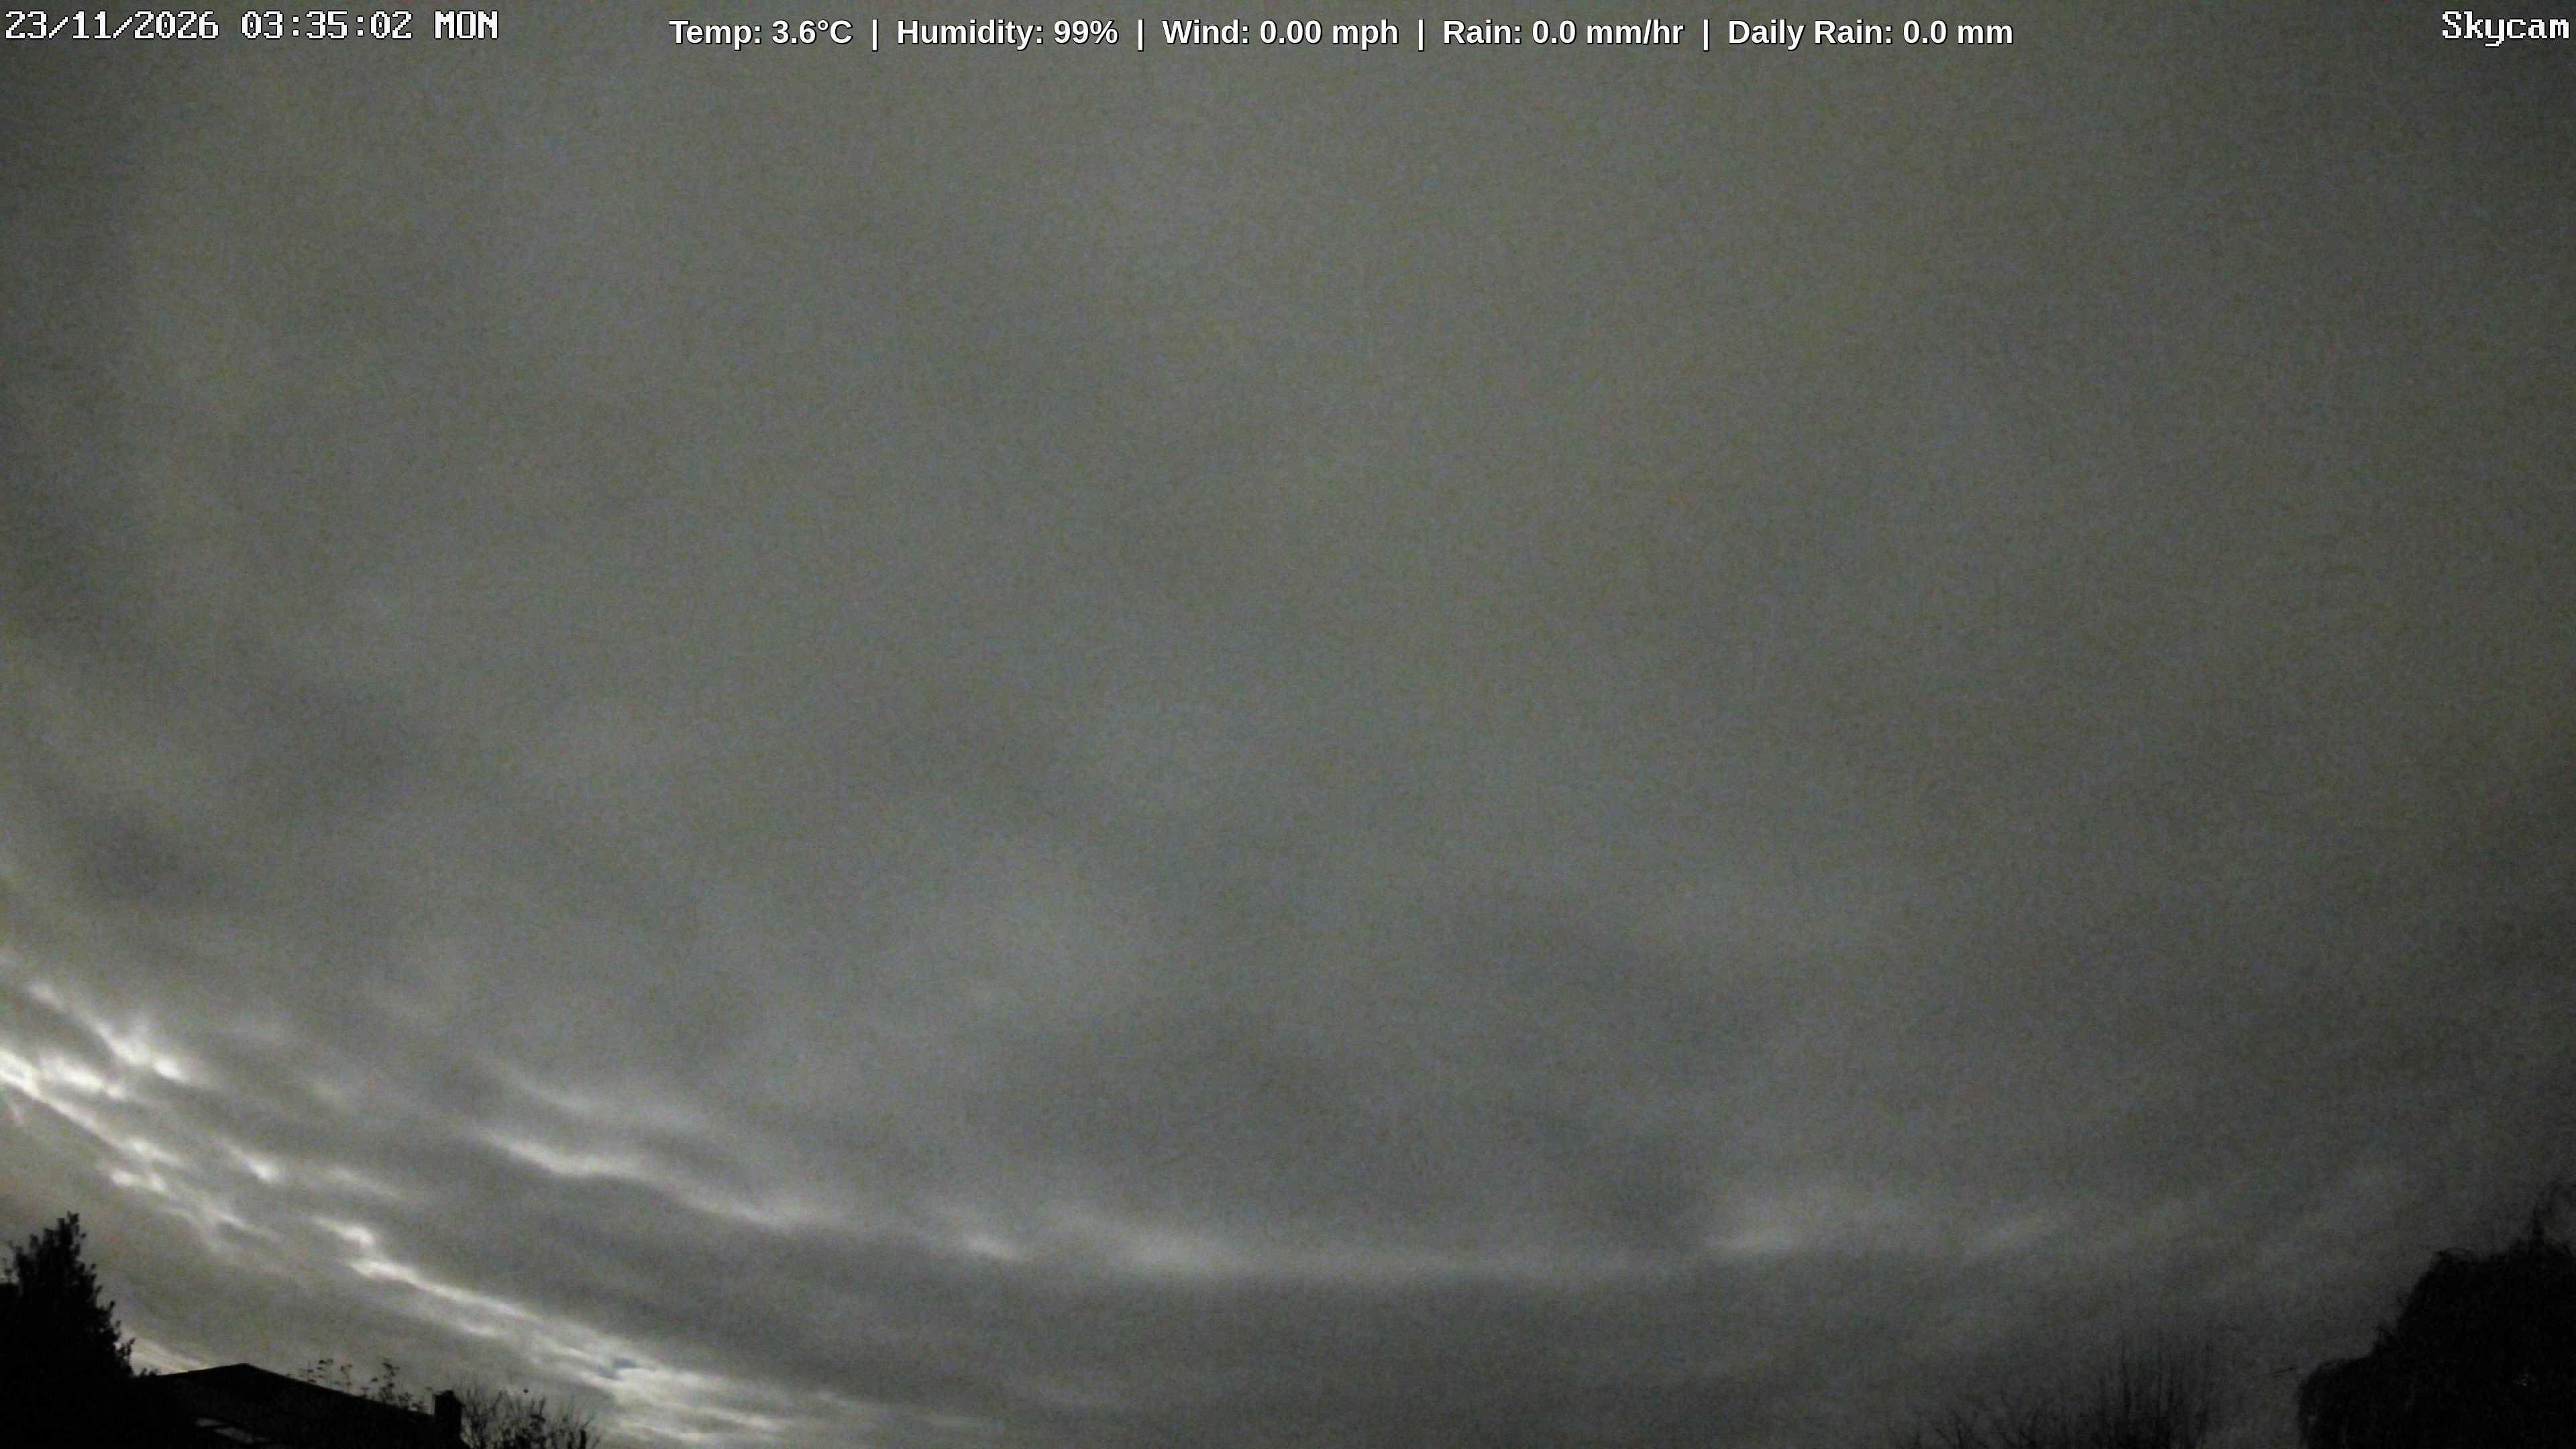 23/11/2026 03:35:02 MON
Temp: 3.6°C | Humidity: 99% | Wind: 0.00 mph | Rain: 0.0 mm/hr | Daily Rain: 0.0 mm
Skycam